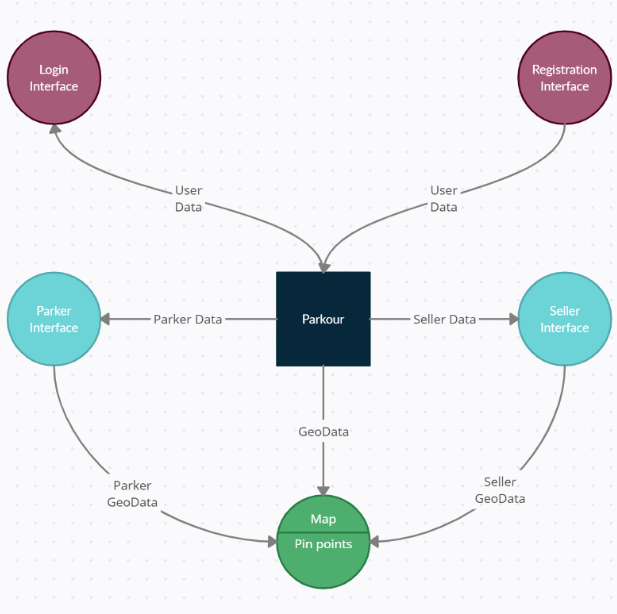 Login
Interface
Registration
Interface
User
Data
User
Data
Parker
Interface
Parker Data
Parkour
Seller Data
Seller
Interface
GeoData
Parker
GeoData
Seller
GeoData
Map
Pin points